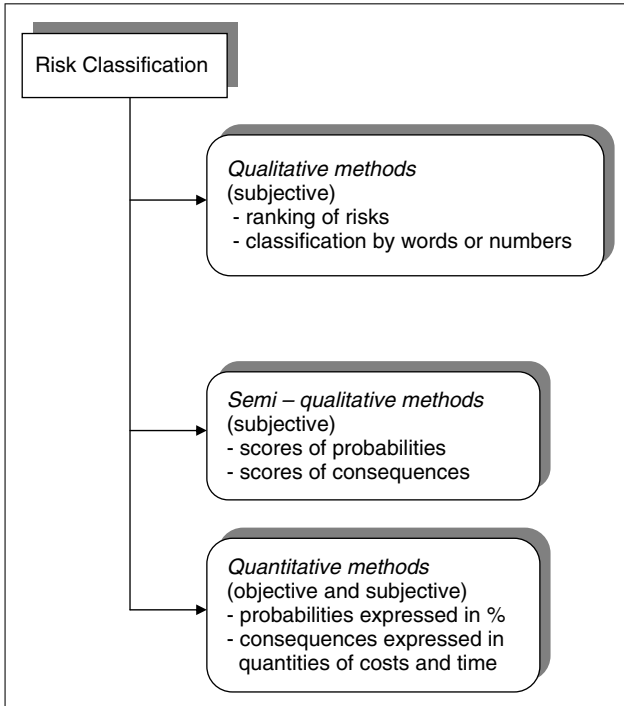 Risk Classification
Qualitative methods
(subjective)
- ranking of risks
- classification by words or numbers
Semi – qualitative methods
(subjective)
- scores of probabilities
- scores of consequences
Quantitative methods
(objective and subjective)
- probabilities expressed in %
- consequences expressed in
quantities of costs and time